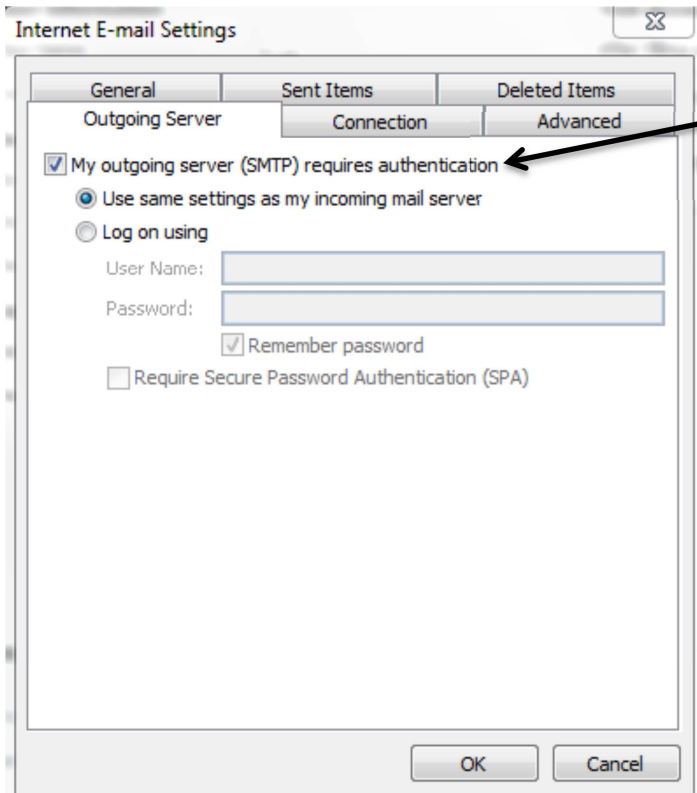 Internet E-mail Settings
General Sent Items Deleted Items
Outgoing Server Connection Advanced
My outgoing server (SMTP) requires authentication
Use same settings as my incoming mail server
Log on using
User Name:
Password:
Remember password
Require Secure Password Authentication (SPA)
OK Cancel